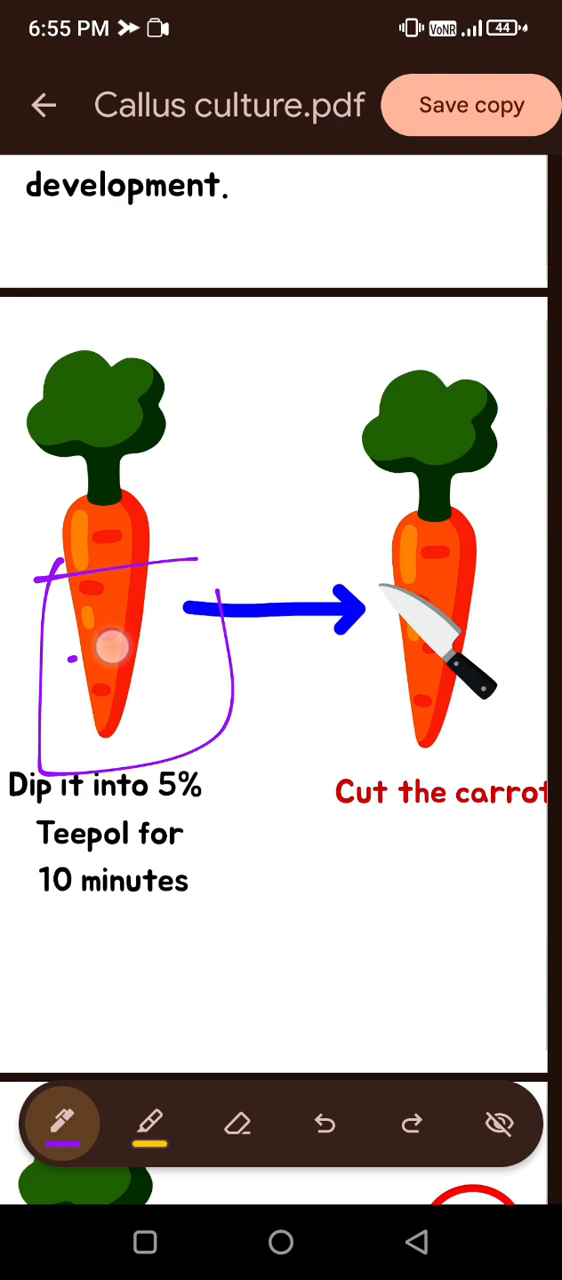 6:55 PM
VoNR
44
Callus culture.pdf
Save copy
development.
Dip it into 5%
Teepol for
10 minutes
Cut the carrot